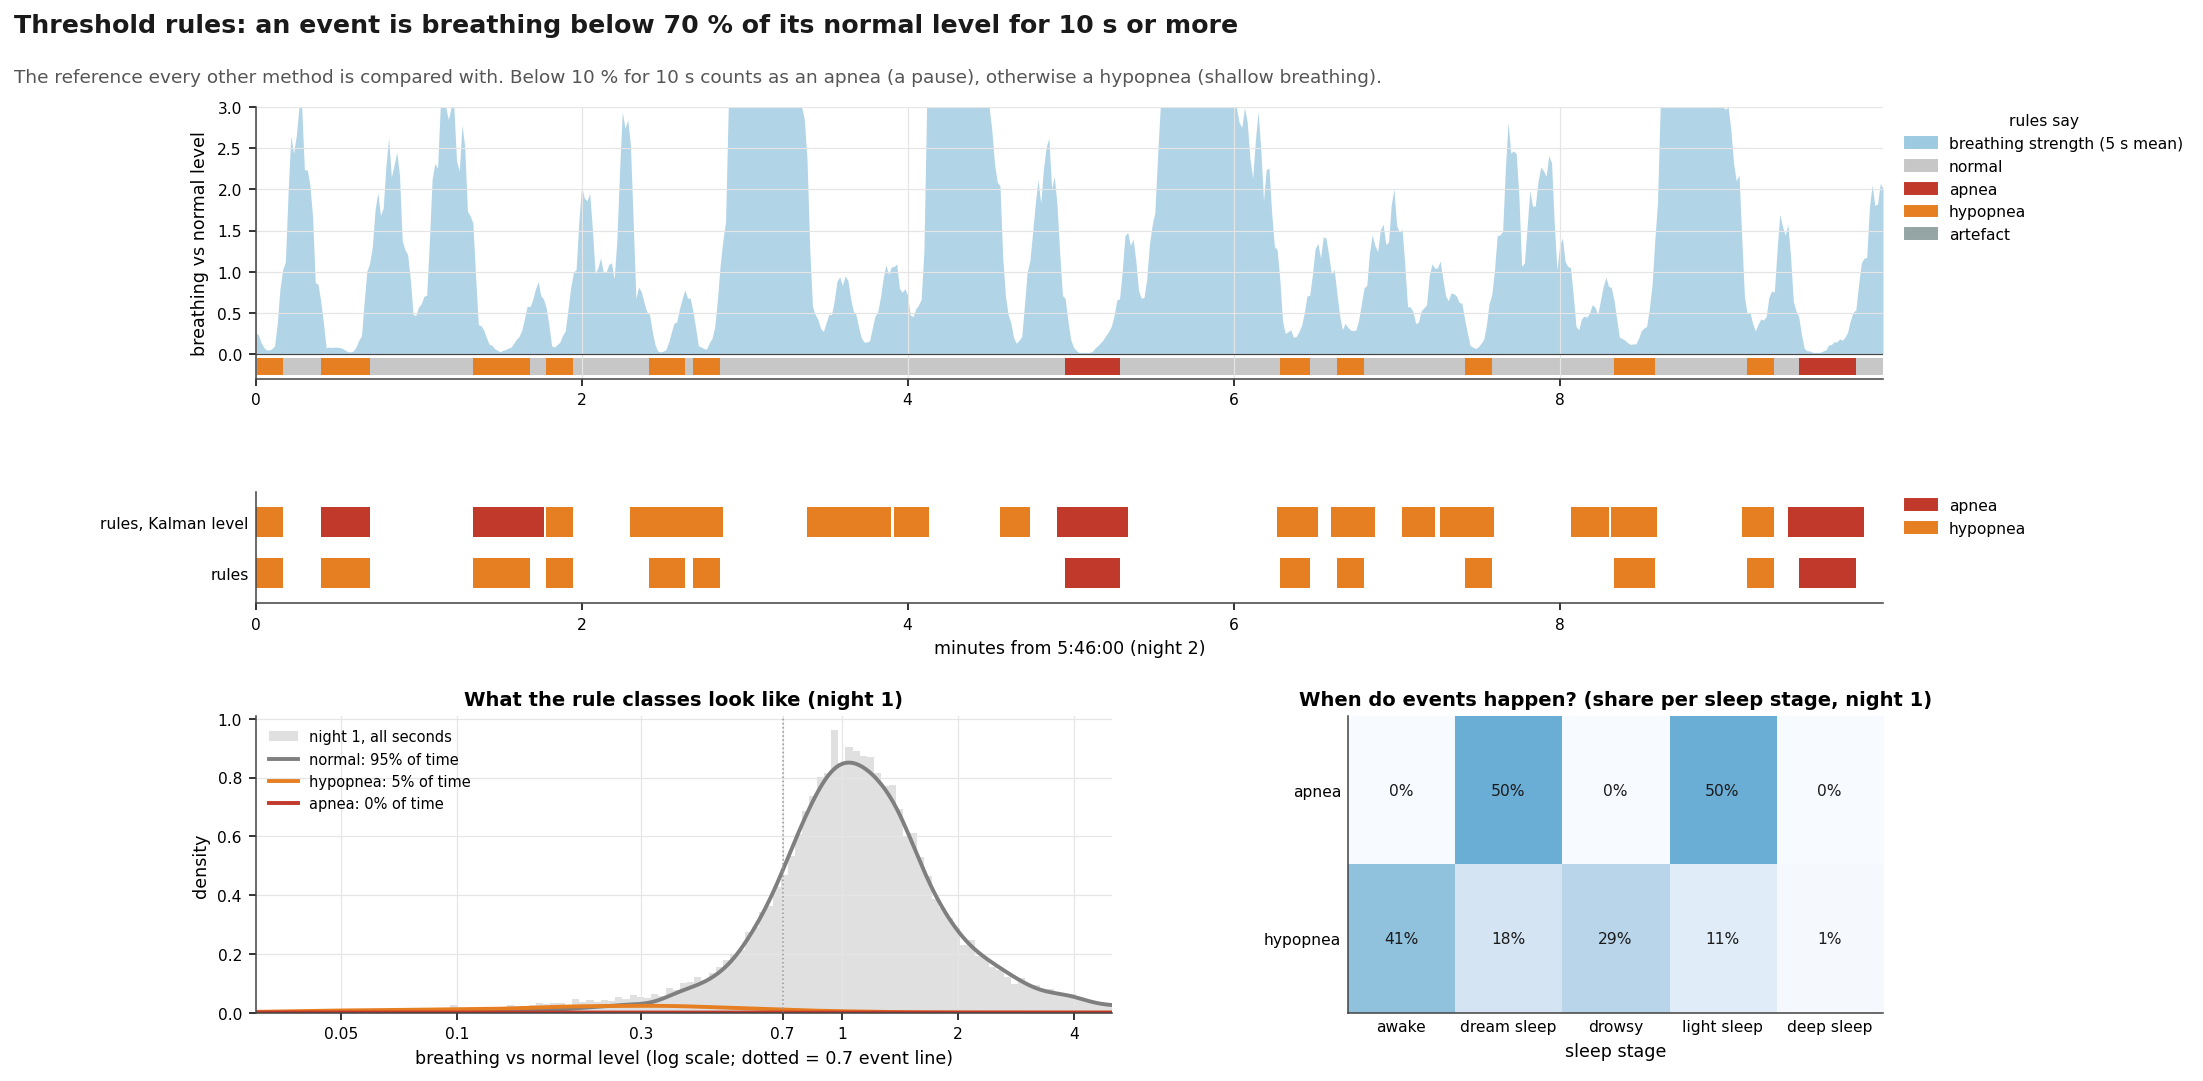 Threshold rules: an event is breathing below 70 % of its normal level for 10 s or more
The reference every other method is compared with. Below 10 % for 10 s counts as an apnea (a pause), otherwise a hypopnea (shallow breathing).
breathing vs normal level
3.0
2.5
2.0
1.5
1.0
0.5
0.0
0
2
4
6
8
rules say
breathing strength (5 s mean)
normal
apnea
hypopnea
artefact
rules, Kalman level
rules
0
2
4
6
8
minutes from 5:46:00 (night 2)
apnea
hypopnea
What the rule classes look like (night 1)
density
1.0
0.8
0.6
0.4
0.2
0.0
night 1, all seconds
normal: 95% of time
hypopnea: 5% of time
apnea: 0% of time
0.05
0.1
0.3
0.7
1
2
4
breathing vs normal level (log scale; dotted = 0.7 event line)
When do events happen? (share per sleep stage, night 1)
apnea
0%
50%
0%
50%
0%
hypopnea
41%
18%
29%
11%
1%
awake
dream sleep
drowsy
light sleep
deep sleep
sleep stage